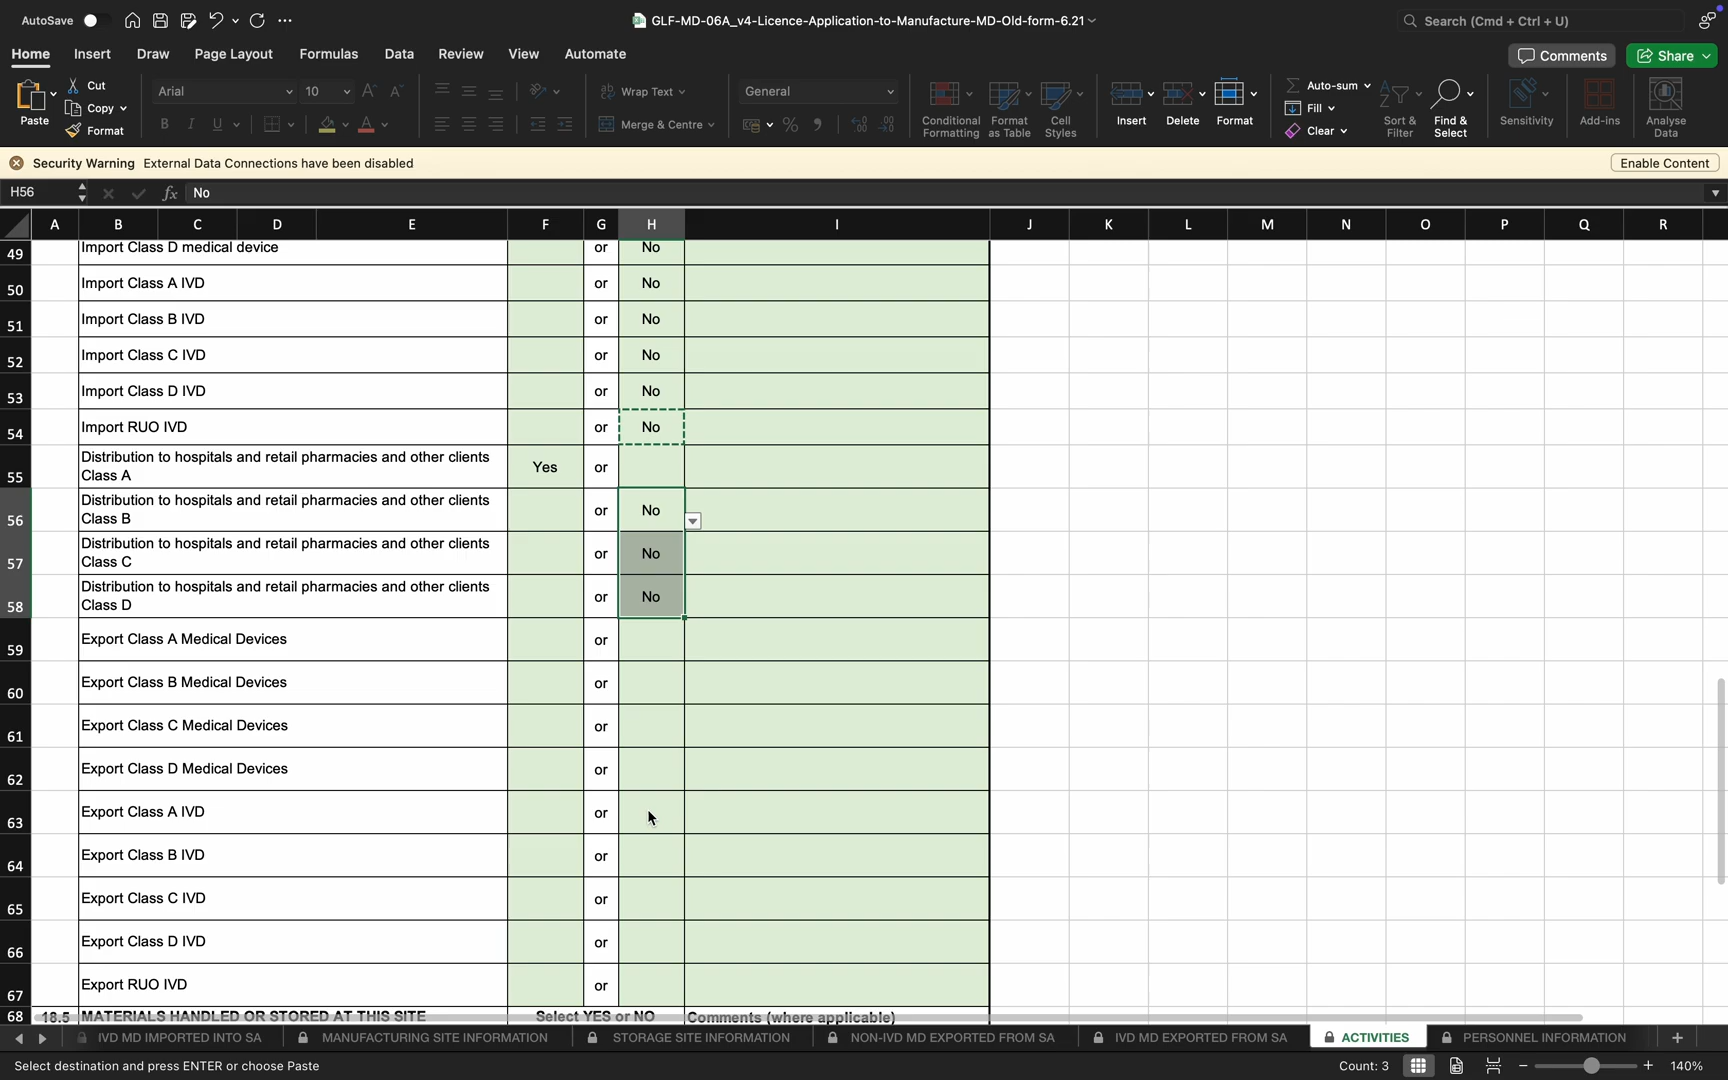 AutoSave
GLF-MD-06A_v4-Licence-Application-to-Manufacture-MD-Old-form-6.21
Search (Cmd + Ctrl + U)
Home Insert Draw Page Layout Formulas Data Review View Automate
Comments
Share
Paste
Cut
Copy
Format
Arial
10
B I U
Wrap Text
Merge & Centre
General
Conditional Formatting
Format as Table
Cell Styles
Insert
Delete
Format
Auto-sum
Fill
Clear
Sort & Filter
Find & Select
Sensitivity
Add-ins
Analyse Data
Security Warning External Data Connections have been disabled
Enable Content
H56
fx No
A B C D E F G H I J K L M N O P Q R
49 Import Class D medical device or No
50 Import Class A IVD or No
51 Import Class B IVD or No
52 Import Class C IVD or No
53 Import Class D IVD or No
54 Import RUO IVD or No
55 Distribution to hospitals and retail pharmacies and other clients Class A Yes or
56 Distribution to hospitals and retail pharmacies and other clients Class B or No
57 Distribution to hospitals and retail pharmacies and other clients Class C or No
58 Distribution to hospitals and retail pharmacies and other clients Class D or No
59 Export Class A Medical Devices or
60 Export Class B Medical Devices or
61 Export Class C Medical Devices or
62 Export Class D Medical Devices or
63 Export Class A IVD or
64 Export Class B IVD or
65 Export Class C IVD or
66 Export Class D IVD or
67 Export RUO IVD or
68 18.5 MATERIALS HANDLED OR STORED AT THIS SITE Select YES or NO Comments (where applicable)
IVD MD IMPORTED INTO SA MANUFACTURING SITE INFORMATION STORAGE SITE INFORMATION NON-IVD MD EXPORTED FROM SA IVD MD EXPORTED FROM SA ACTIVITIES PERSONNEL INFORMATION
Select destination and press ENTER or choose Paste
Count: 3
140%